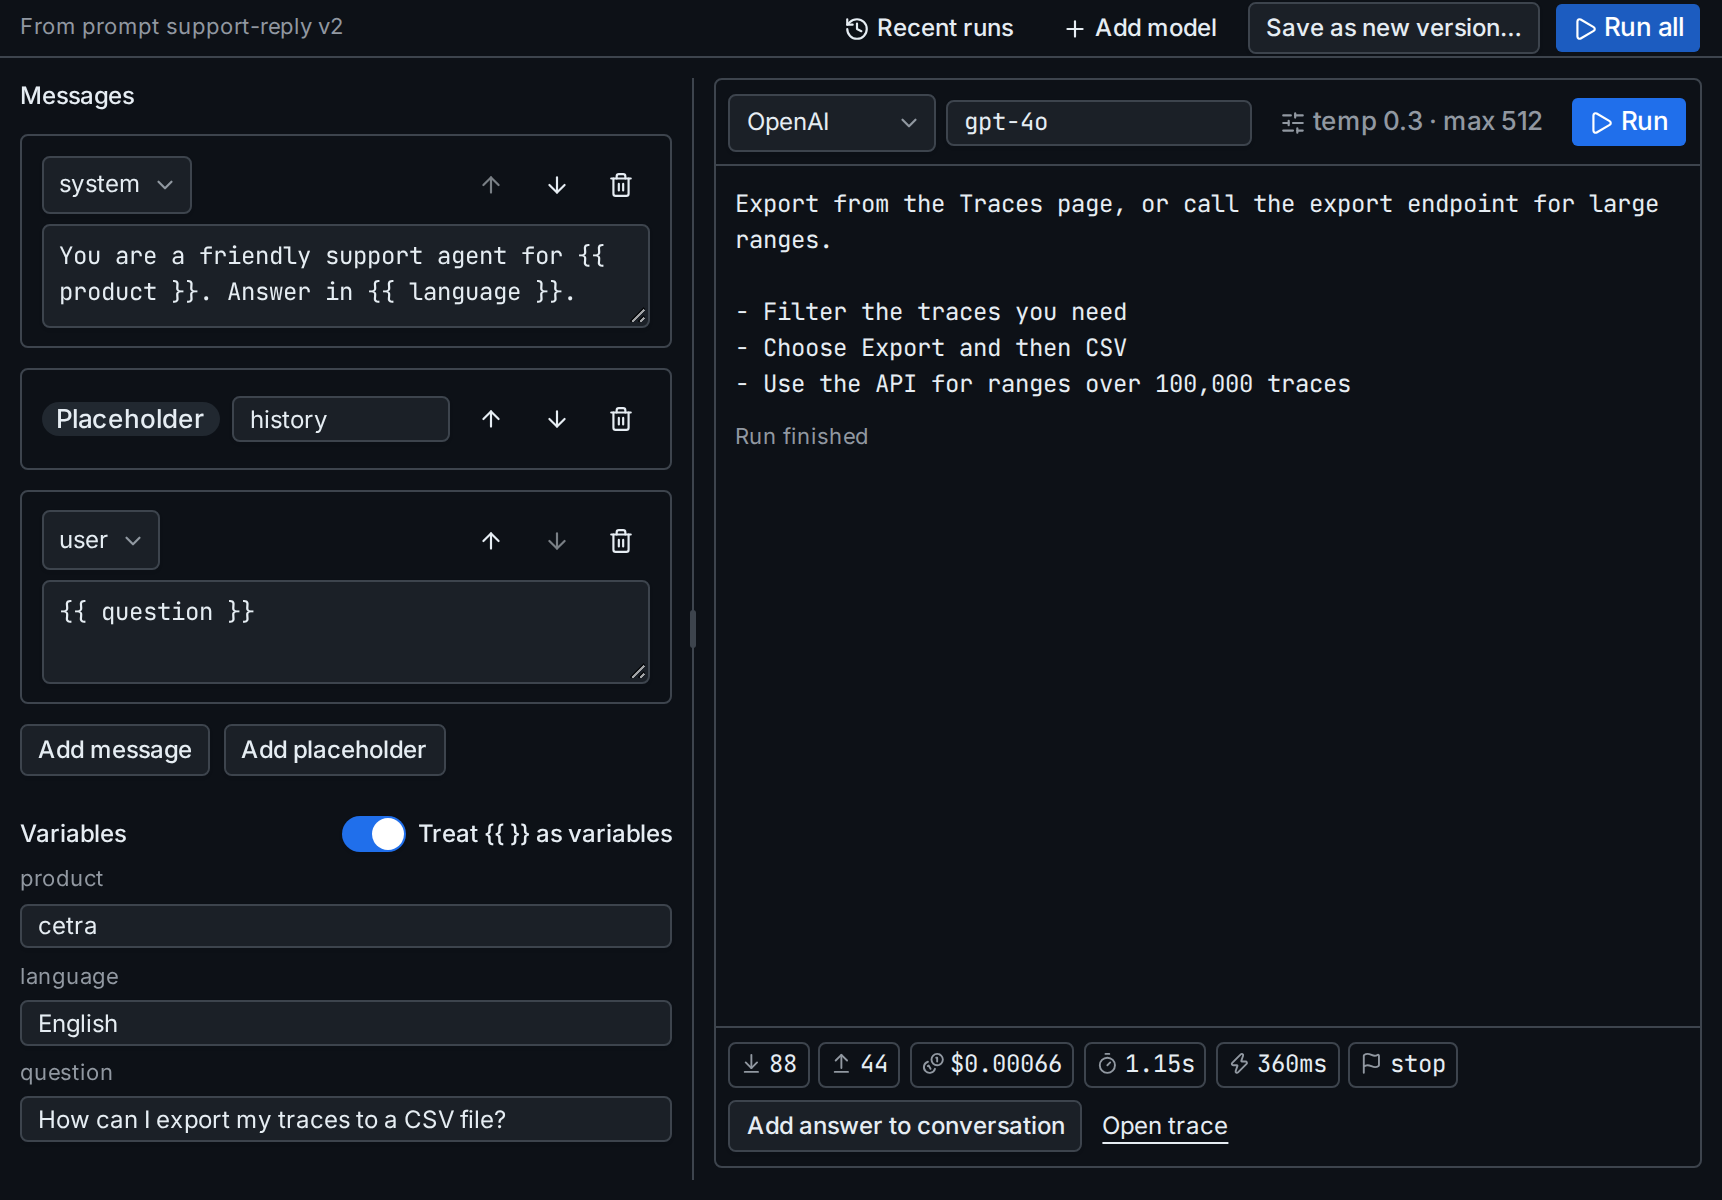 From prompt support-reply v2
Recent runs
Add model
Save as new version...
Run all
Messages
system
You are a friendly support agent for {{
product }}. Answer in {{ language }}.
Placeholder
history
user
{{ question }}
Add message
Add placeholder
Variables
Treat {{ }} as variables
product
cetra
language
English
question
How can I export my traces to a CSV file?
OpenAI
gpt-4o
temp 0.3 · max 512
Run
Export from the Traces page, or call the export endpoint for large
ranges.
- Filter the traces you need
- Choose Export and then CSV
- Use the API for ranges over 100,000 traces
Run finished
88
44
$0.00066
1.15s
360ms
stop
Add answer to conversation
Open trace